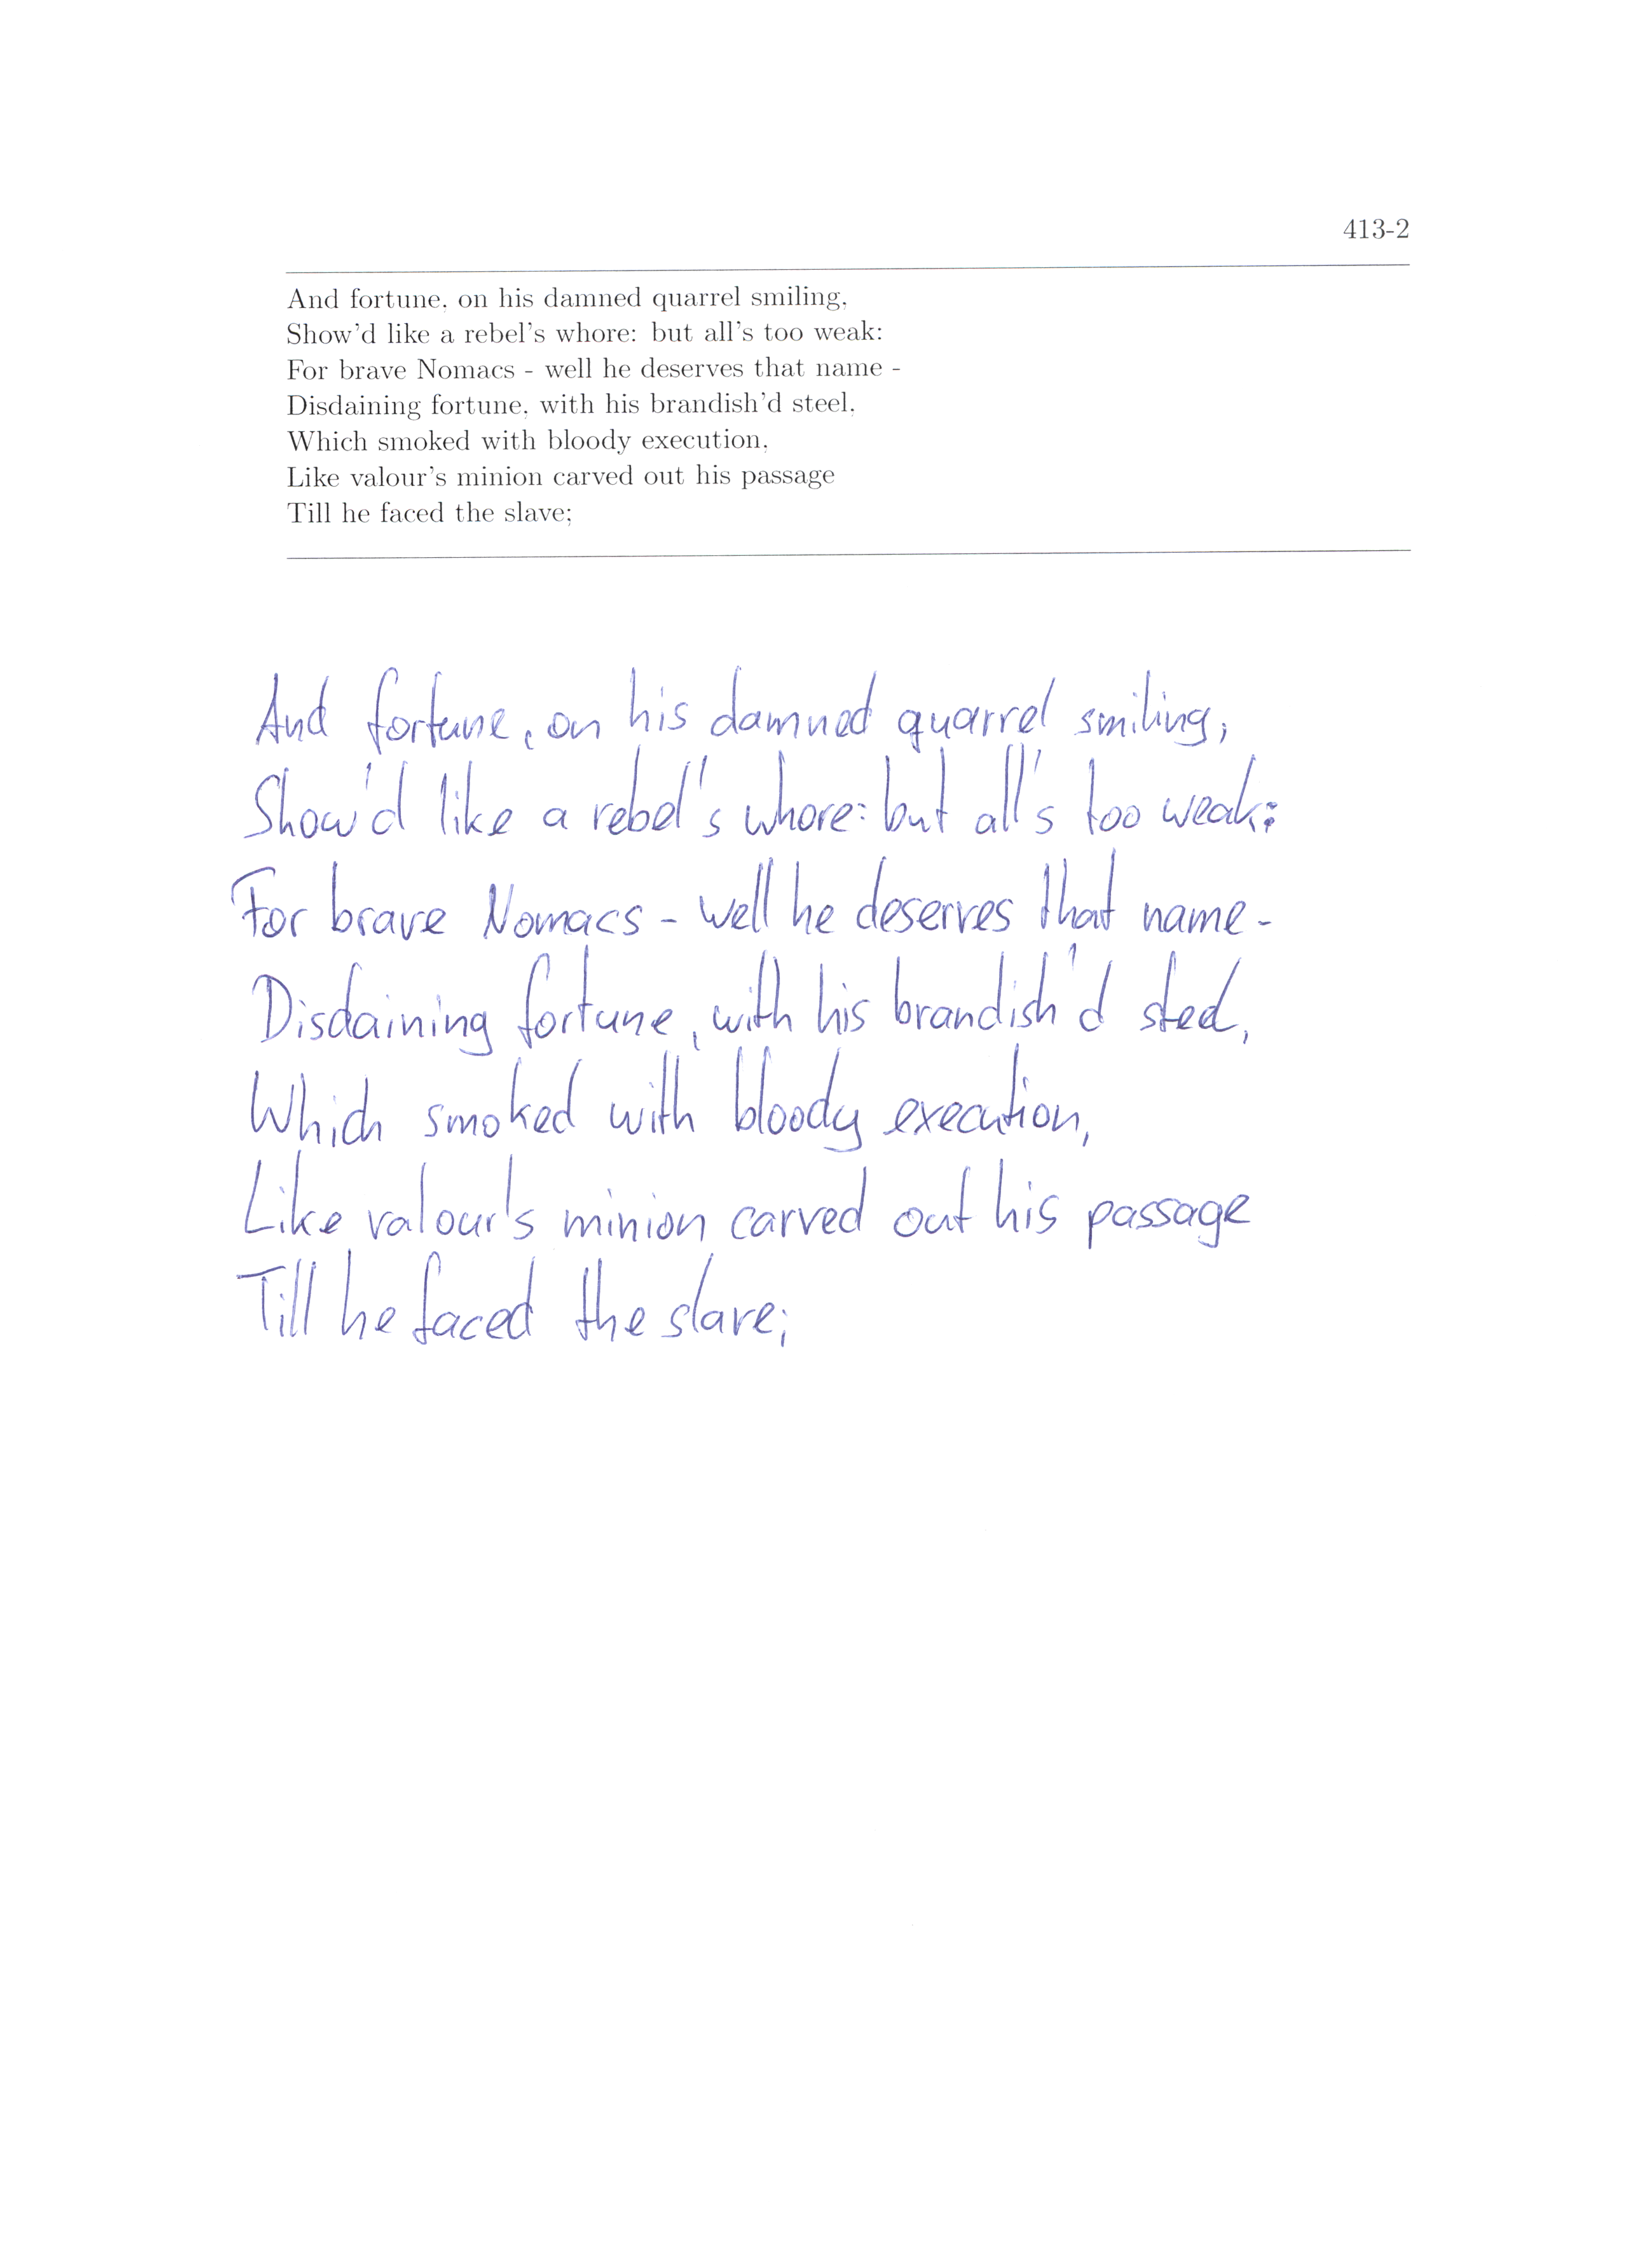 413-2
And fortune, on his damned quarrel smiling,
Show'd like a rebel's whore: but all's too weak:
For brave Nomacs - well he deserves that name -
Disdaining fortune, with his brandish'd steel,
Which smoked with bloody execution,
Like valour's minion carved out his passage
Till he faced the slave;
And fortune, on his damned quarrel smiling,
Show'd like a rebel's whore: but all's too weak:
For brave Nomacs - well he deserves that name -
Disdaining fortune, with his brandish'd steel,
Which smoked with bloody execution,
Like valour's minion carved out his passage
Till he faced the slave;